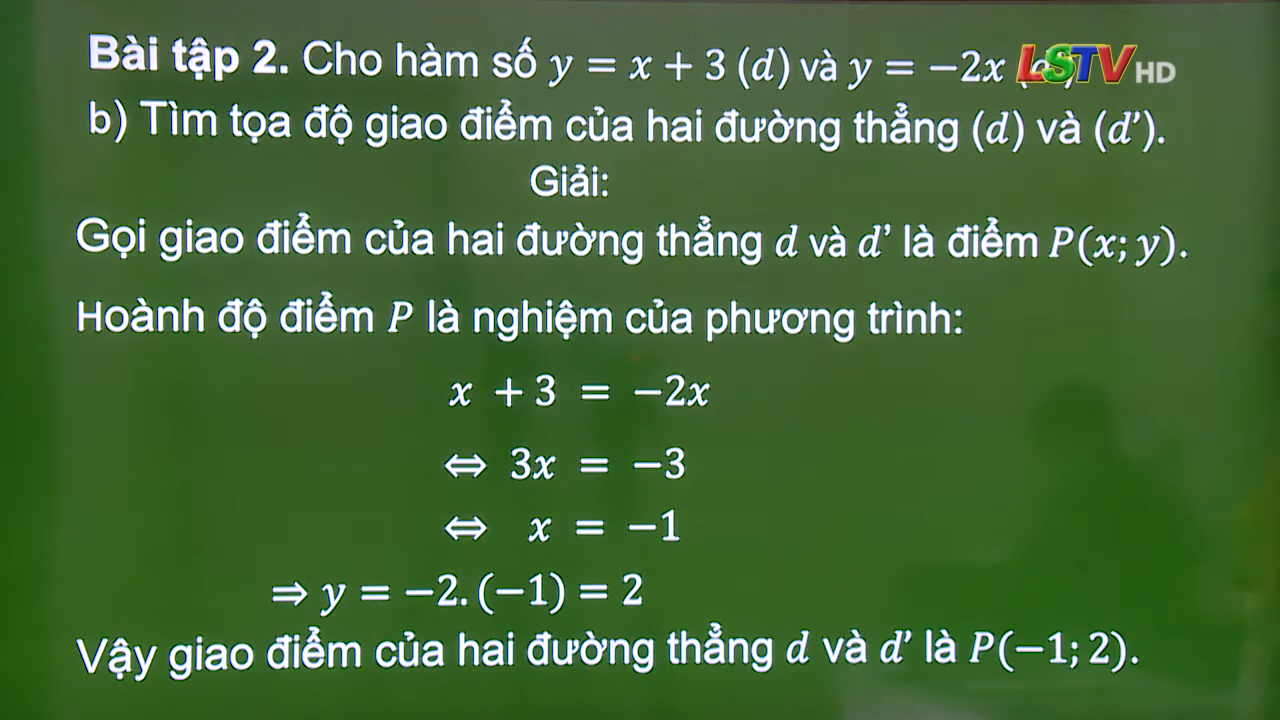 Bài tập 2. Cho hàm số y = x + 3 (d) và y = −2x
LSTV HD
b) Tìm tọa độ giao điểm của hai đường thẳng (d) và (d’).
Giải:
Gọi giao điểm của hai đường thẳng d và d’ là điểm P(x; y).
Hoành độ điểm P là nghiệm của phương trình:
x + 3 = −2x
⇔ 3x = −3
⇔ x = −1
⇒ y = −2. (−1) = 2
Vậy giao điểm của hai đường thẳng d và d’ là P(−1; 2).